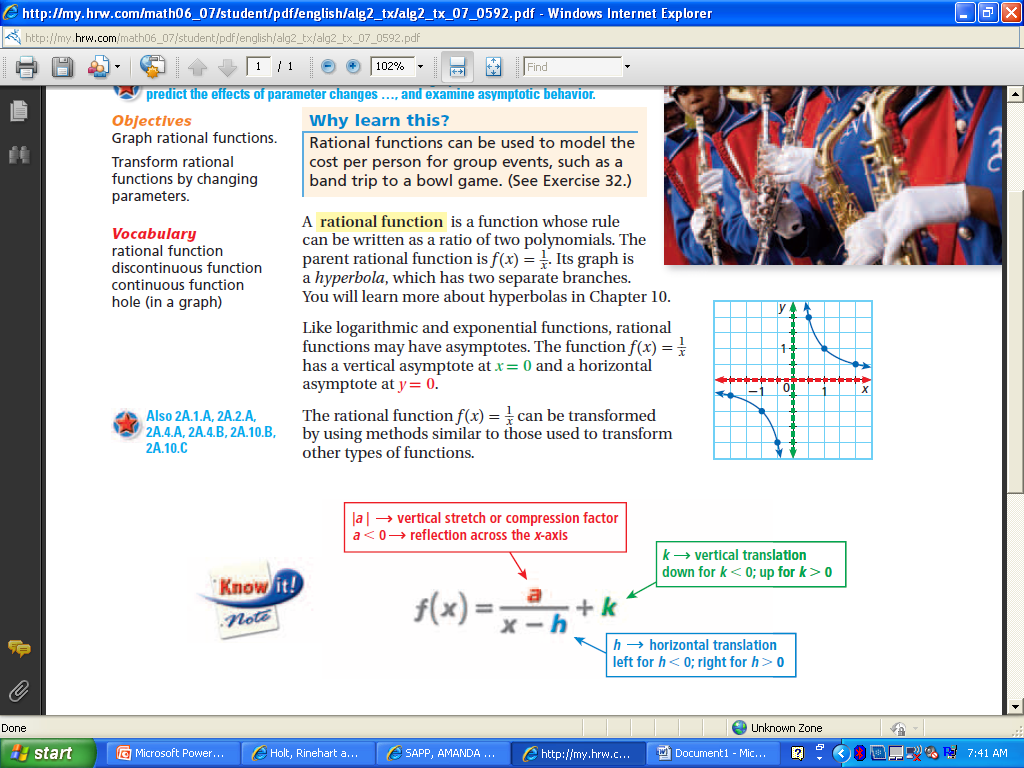 http://my.hrw.com/math06_07/student/pdf/english/alg2_tx/alg2_tx_07_0592.pdf - Windows Internet Explorer
http://my.hrw.com/math06_07/student/pdf/english/alg2_tx/alg2_tx_07_0592.pdf
1 / 1
102%
Find
predict the effects of parameter changes ..., and examine asymptotic behavior.
Objectives
Graph rational functions.
Transform rational
functions by changing
parameters.
Vocabulary
rational function
discontinuous function
continuous function
hole (in a graph)
Why learn this?
Rational functions can be used to model the
cost per person for group events, such as a
band trip to a bowl game. (See Exercise 32.)
A rational function is a function whose rule
can be written as a ratio of two polynomials. The
parent rational function is f(x) = 1/x. Its graph is
a hyperbola, which has two separate branches.
You will learn more about hyperbolas in Chapter 10.
Like logarithmic and exponential functions, rational
functions may have asymptotes. The function f(x) = 1/x
has a vertical asymptote at x = 0 and a horizontal
asymptote at y = 0.
Also 2A.1.A, 2A.2.A,
2A.4.A, 2A.4.B, 2A.10.B,
2A.10.C
The rational function f(x) = 1/x can be transformed
by using methods similar to those used to transform
other types of functions.
y
1
−1 0 1 x
|a| → vertical stretch or compression factor
a < 0 → reflection across the x-axis
k → vertical translation
down for k < 0; up for k > 0
Know it!
Note
f(x) = a/(x − h) + k
h → horizontal translation
left for h < 0; right for h > 0
Done
Unknown Zone
start
Microsoft Power...
Holt, Rinehart a...
SAPP, AMANDA ...
http://my.hrw.c...
Document1 - Mic...
7:41 AM